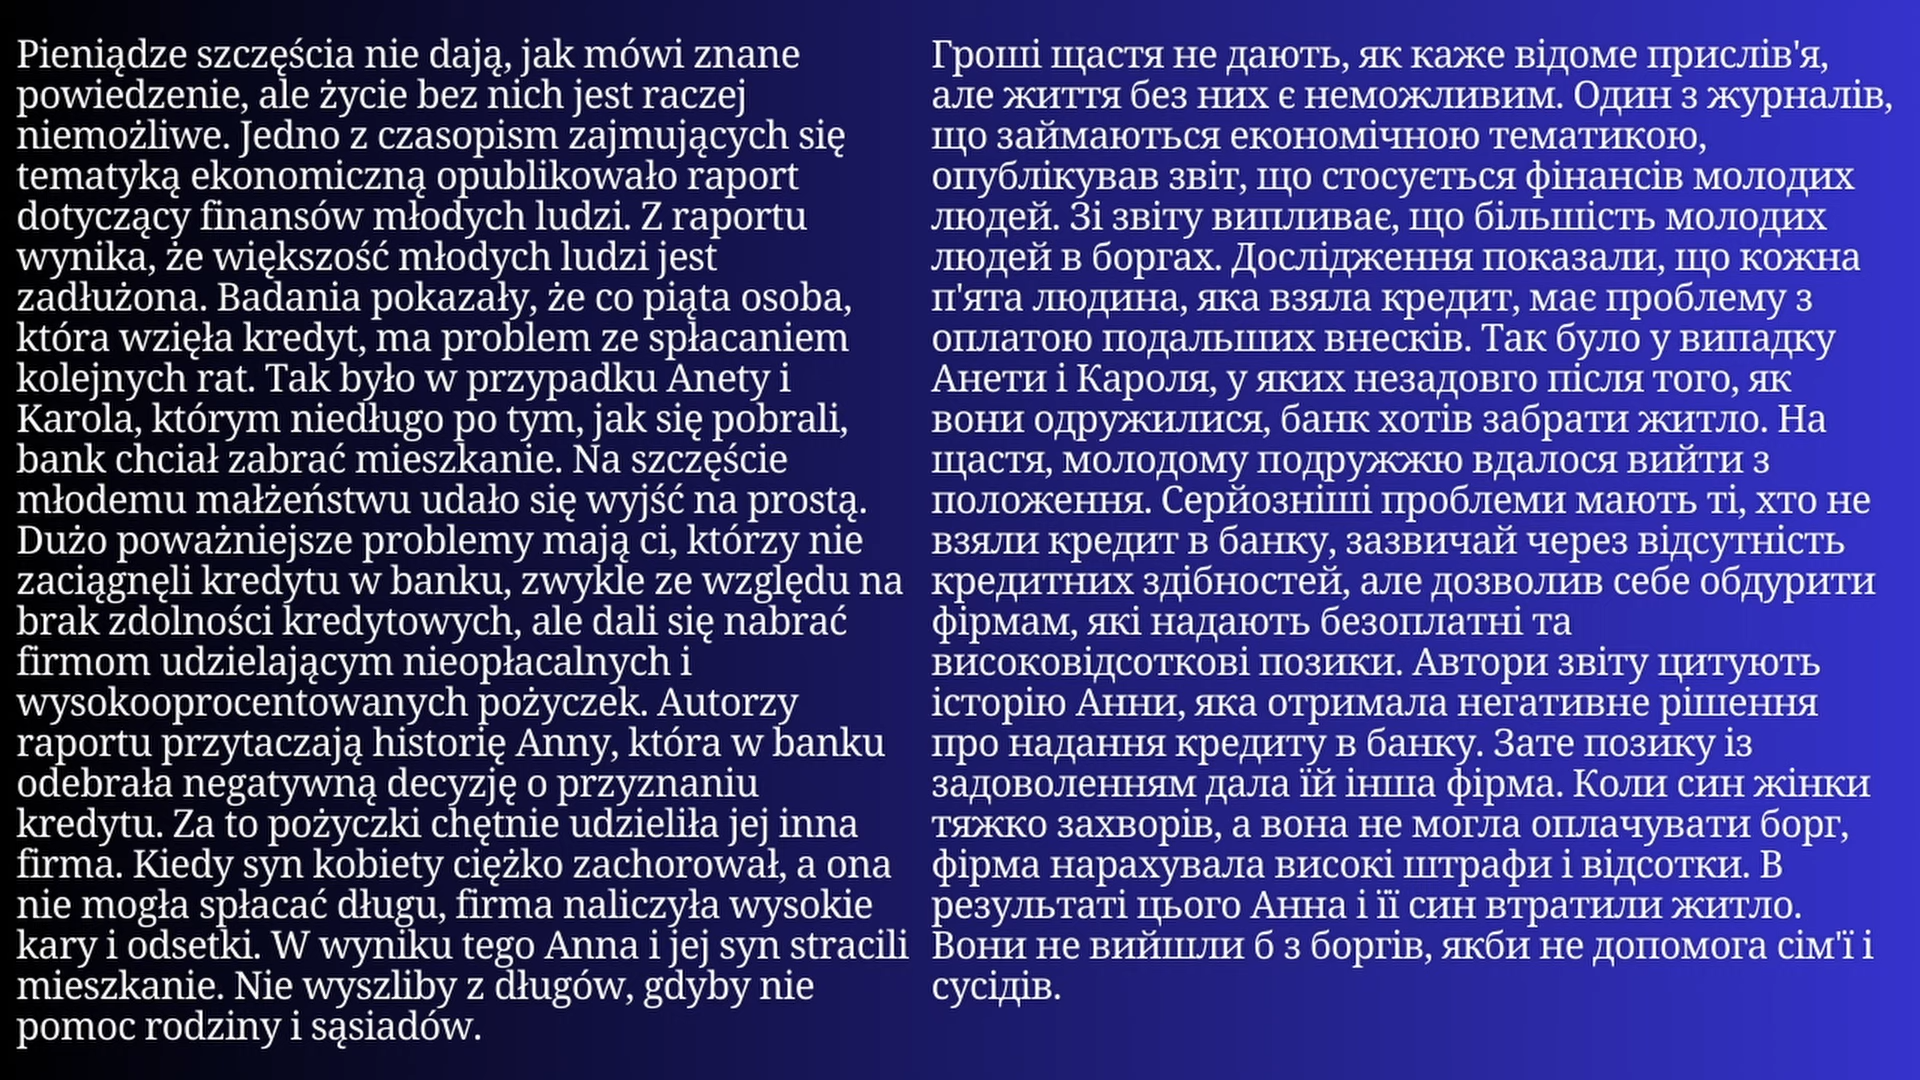 Pieniądze szczęścia nie dają, jak mówi znane
powiedzenie, ale życie bez nich jest raczej
niemożliwe. Jedno z czasopism zajmujących się
tematyką ekonomiczną opublikowało raport
dotyczący finansów młodych ludzi. Z raportu
wynika, że większość młodych ludzi jest
zadłużona. Badania pokazały, że co piąta osoba,
która wzięła kredyt, ma problem ze spłacaniem
kolejnych rat. Tak było w przypadku Anety i
Karola, którym niedługo po tym, jak się pobrali,
bank chciał zabrać mieszkanie. Na szczęście
młodemu małżeństwu udało się wyjść na prostą.
Dużo poważniejsze problemy mają ci, którzy nie
zaciągnęli kredytu w banku, zwykle ze względu na
brak zdolności kredytowych, ale dali się nabrać
firmom udzielającym nieopłacalnych i
wysokooprocentowanych pożyczek. Autorzy
raportu przytaczają historię Anny, która w banku
odebrała negatywną decyzję o przyznaniu
kredytu. Za to pożyczki chętnie udzieliła jej inna
firma. Kiedy syn kobiety ciężko zachorował, a ona
nie mogła spłacać długu, firma naliczyła wysokie
kary i odsetki. W wyniku tego Anna i jej syn stracili
mieszkanie. Nie wyszliby z długów, gdyby nie
pomoc rodziny i sąsiadów.
Гроші щастя не дають, як каже відоме прислів'я,
але життя без них є неможливим. Один з журналів,
що займаються економічною тематикою,
опублікував звіт, що стосується фінансів молодих
людей. Зі звіту випливає, що більшість молодих
людей в боргах. Дослідження показали, що кожна
п'ята людина, яка взяла кредит, має проблему з
оплатою подальших внесків. Так було у випадку
Анети і Кароля, у яких незадовго після того, як
вони одружилися, банк хотів забрати житло. На
щастя, молодому подружжю вдалося вийти з
положення. Серйозніші проблеми мають ті, хто не
взяли кредит в банку, зазвичай через відсутність
кредитних здібностей, але дозволив себе обдурити
фірмам, які надають безоплатні та
високовідсоткові позики. Автори звіту цитують
історію Анни, яка отримала негативне рішення
про надання кредиту в банку. Зате позику із
задоволенням дала їй інша фірма. Коли син жінки
тяжко захворів, а вона не могла оплачувати борг,
фірма нарахувала високі штрафи і відсотки. В
результаті цього Анна і її син втратили житло.
Вони не вийшли б з боргів, якби не допомога сім'ї і
сусідів.